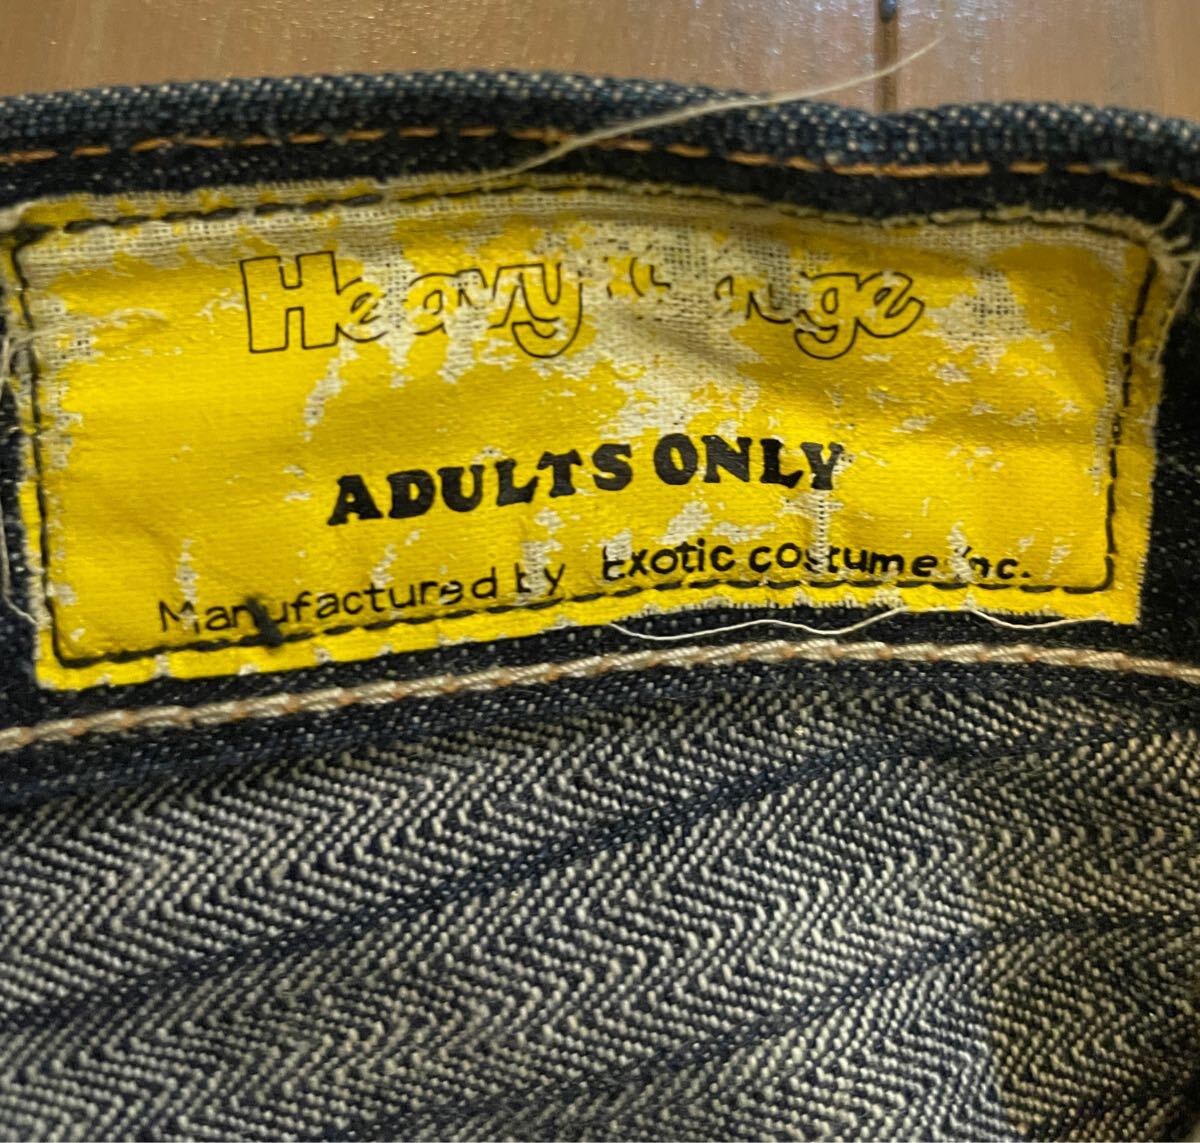 Heavy
ADULTS ONLY
Manufactured by Exotic costume inc.